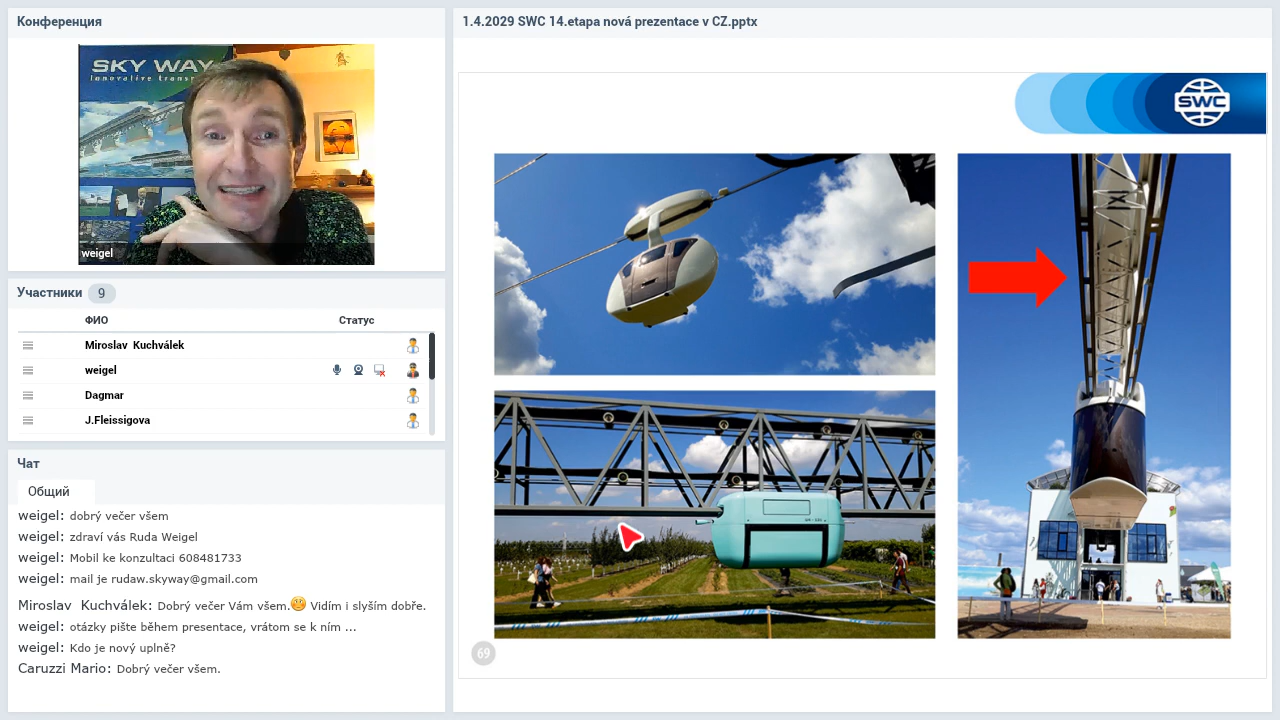 Конференция
SKY WAY
weigel
Участники 9
ФИО Статус
Miroslav Kuchválek
weigel
Dagmar
J.Fleissigova
Чат
Общий
weigel: dobrý večer všem
weigel: zdraví vás Ruda Weigel
weigel: Mobil ke konzultaci 608481733
weigel: mail je rudaw.skyway@gmail.com
Miroslav Kuchválek: Dobrý večer Vám všem. Vidím i slyším dobře.
weigel: otázky pište během presentace, vrátom se k ním ...
weigel: Kdo je nový uplně?
Caruzzi Mario: Dobrý večer všem.
1.4.2029 SWC 14.etapa nová prezentace v CZ.pptx
SWC
69